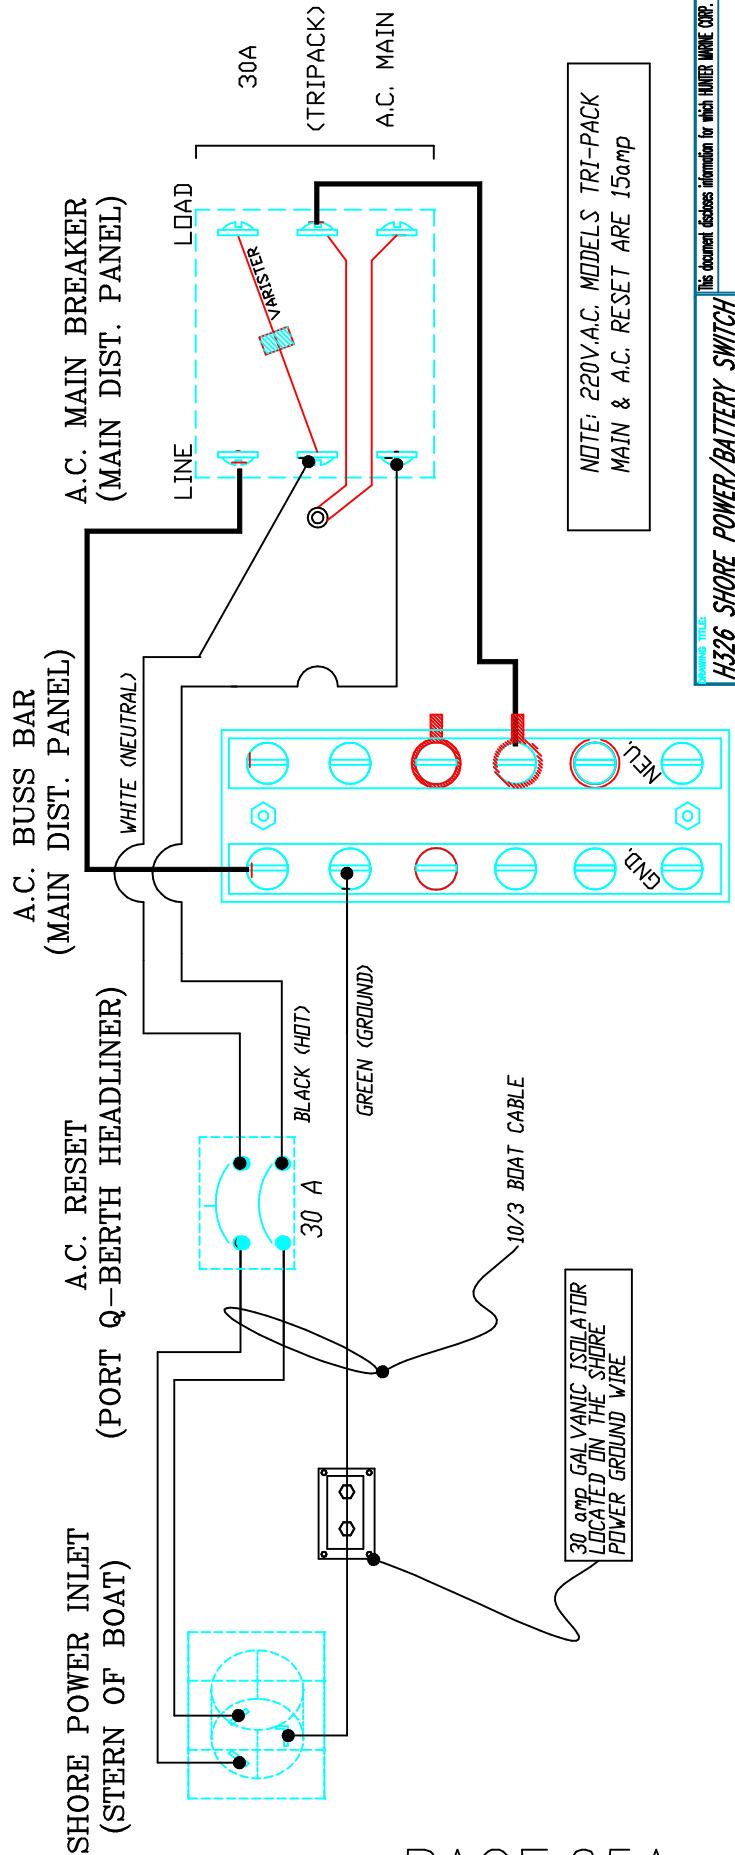 SHORE POWER INLET
(STERN OF BOAT)
A.C. RESET
(PORT Q-BERTH HEADLINER)
A.C. BUSS BAR
(MAIN DIST. PANEL)
A.C. MAIN BREAKER
(MAIN DIST. PANEL)
LINE
LOAD
30A
(TRIPACK)
A.C. MAIN
VARISTER
WHITE (NEUTRAL)
BLACK (HOT)
30 A
GREEN (GROUND)
GND.
NEU.
10/3 BOAT CABLE
30 amp GALVANIC ISOLATOR
LOCATED ON THE SHORE
POWER GROUND WIRE
NOTE: 220V.A.C. MODELS TRI-PACK
MAIN & A.C. RESET ARE 15amp
DRAWING TITLE:
H326 SHORE POWER/BATTERY SWITCH
This document discloses information for which HUNTER MARINE CORP.